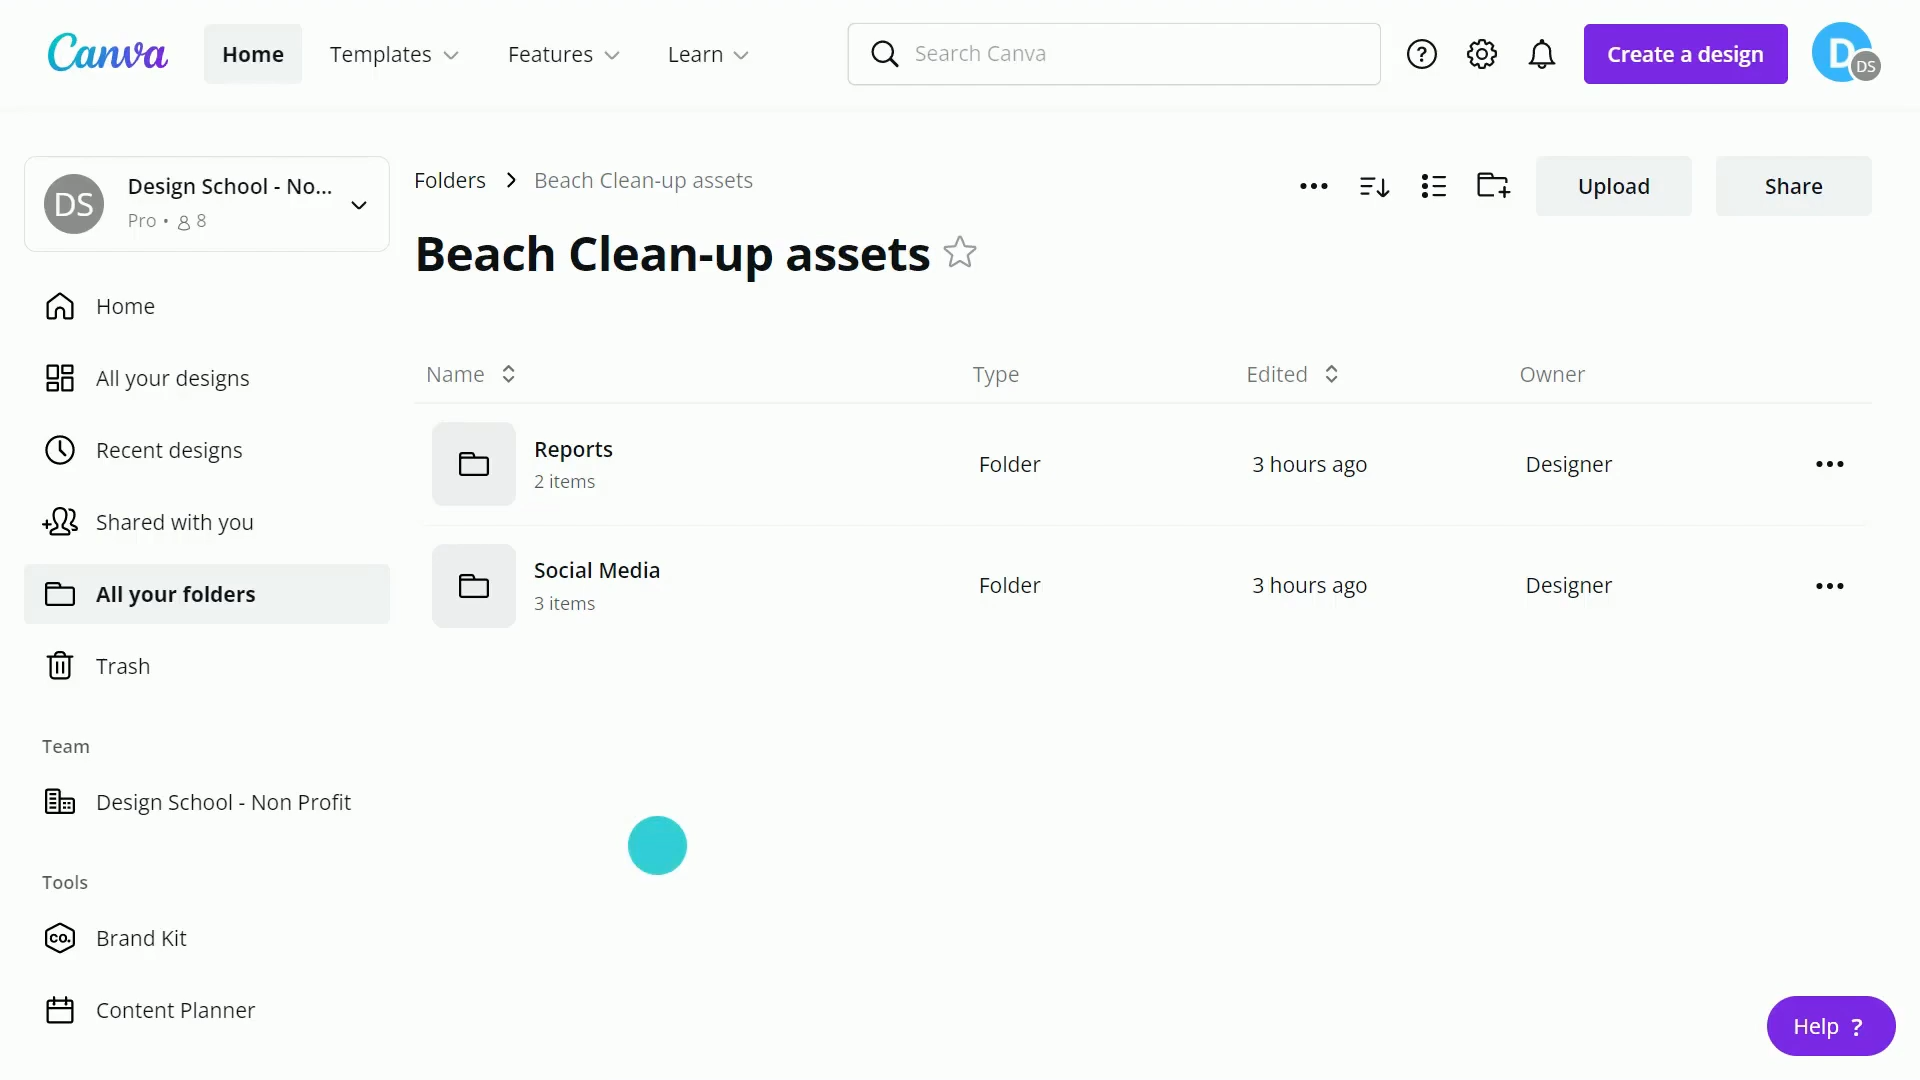 Canva Home Templates Features Learn Search Canva Create a design D DS
DS Design School - No...
Pro • 8
Folders > Beach Clean-up assets
Upload Share
Beach Clean-up assets
Home
All your designs
Recent designs
Shared with you
All your folders
Trash
Team
Design School - Non Profit
Tools
CO. Brand Kit
Content Planner
Name Type Edited Owner
Reports
2 items
Folder 3 hours ago Designer
Social Media
3 items
Folder 3 hours ago Designer
Help ?